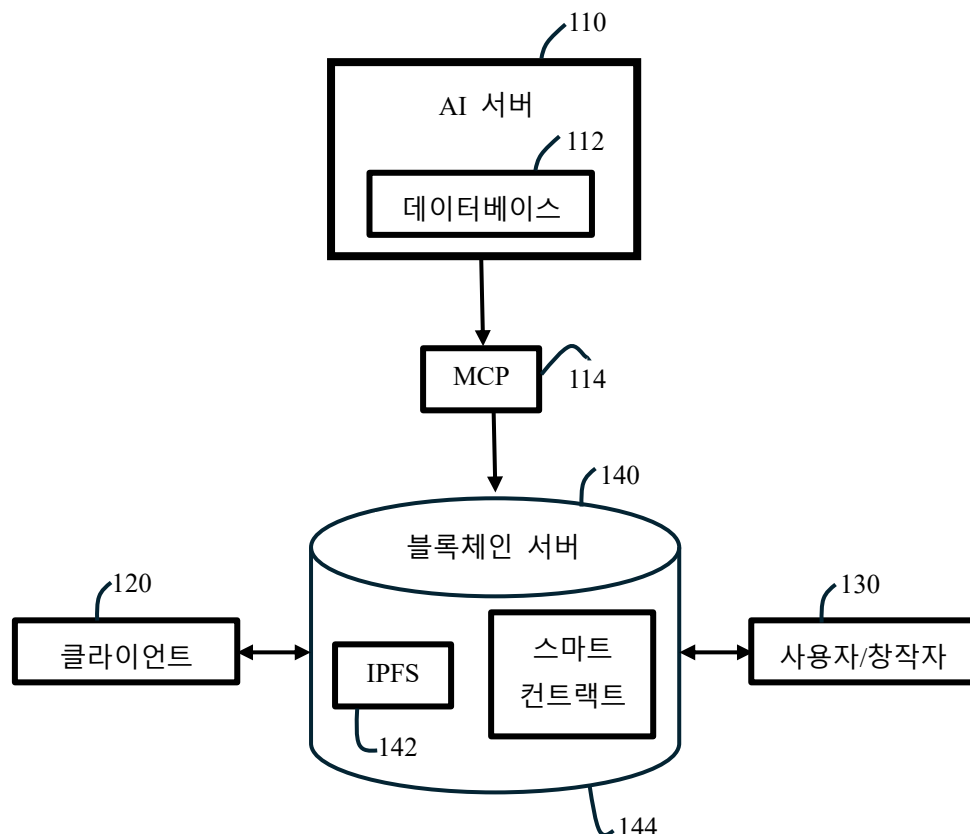 110
AI 서버
112
데이터베이스
MCP
114
140
블록체인 서버
120
130
클라이언트
스마트
컨트랙트
사용자/창작자
IPFS
142
144